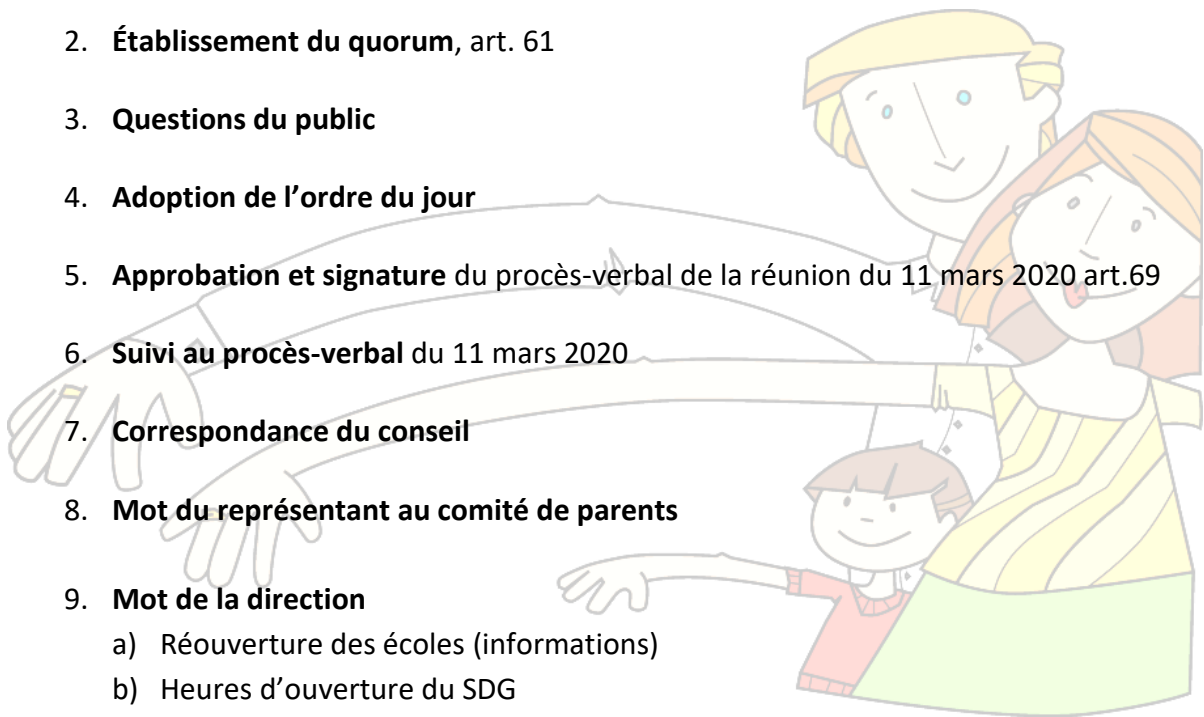 2. Établissement du quorum, art. 61
3. Questions du public
4. Adoption de l’ordre du jour
5. Approbation et signature du procès-verbal de la réunion du 11 mars 2020 art.69
6. Suivi au procès-verbal du 11 mars 2020
7. Correspondance du conseil
8. Mot du représentant au comité de parents
9. Mot de la direction
a) Réouverture des écoles (informations)
b) Heures d’ouverture du SDG